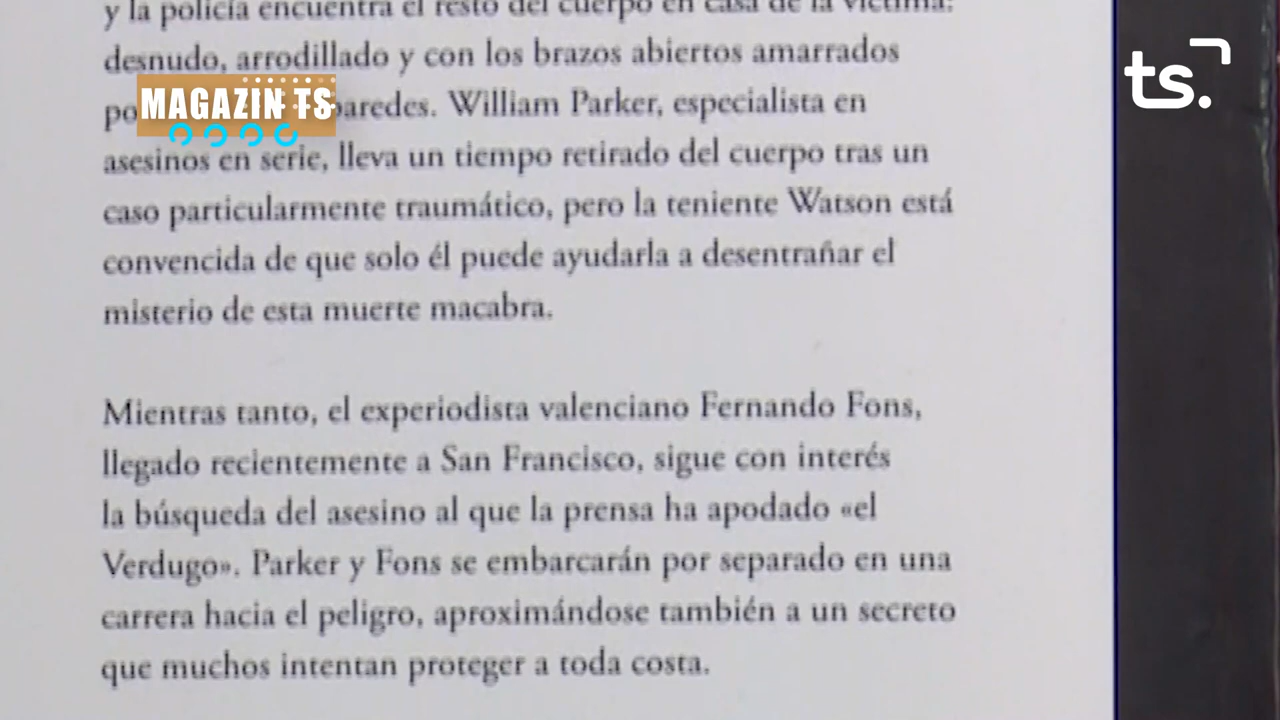 y la policía encuentra el resto del cuerpo en casa de la víctima:
desnudo, arrodillado y con los brazos abiertos amarrados
paredes. William Parker, especialista en
asesinos en serie, lleva un tiempo retirado del cuerpo tras un
caso particularmente traumático, pero la teniente Watson está
convencida de que solo él puede ayudarla a desentrañar el
misterio de esta muerte macabra.
Mientras tanto, el experiodista valenciano Fernando Fons,
llegado recientemente a San Francisco, sigue con interés
la búsqueda del asesino al que la prensa ha apodado «el
Verdugo». Parker y Fons se embarcarán por separado en una
carrera hacia el peligro, aproximándose también a un secreto
que muchos intentan proteger a toda costa.
MAGAZIN TS
ts.